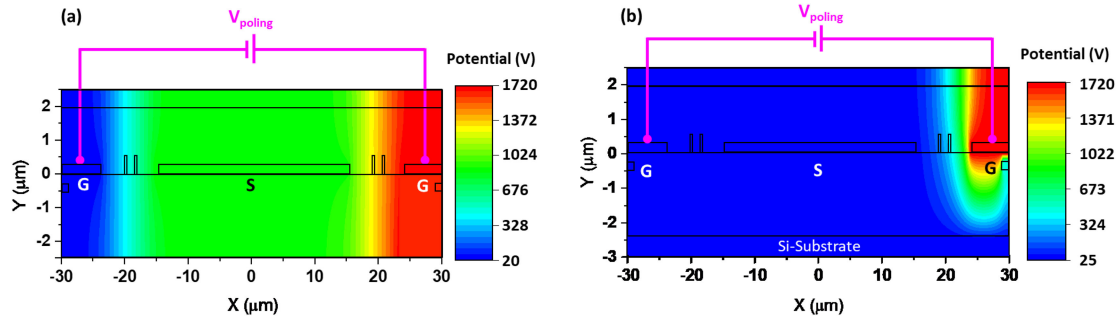 (a)
V_poling
Potential (V)
1720
1372
1024
676
328
20
Y (μm)
2
1
0
-1
-2
G
S
G
-30
-20
-10
0
10
20
30
X (μm)
(b)
V_poling
Potential (V)
1720
1371
1022
673
324
25
Y (μm)
2
1
0
-1
-2
-3
G
S
G
Si-Substrate
-30
-20
-10
0
10
20
30
X (μm)